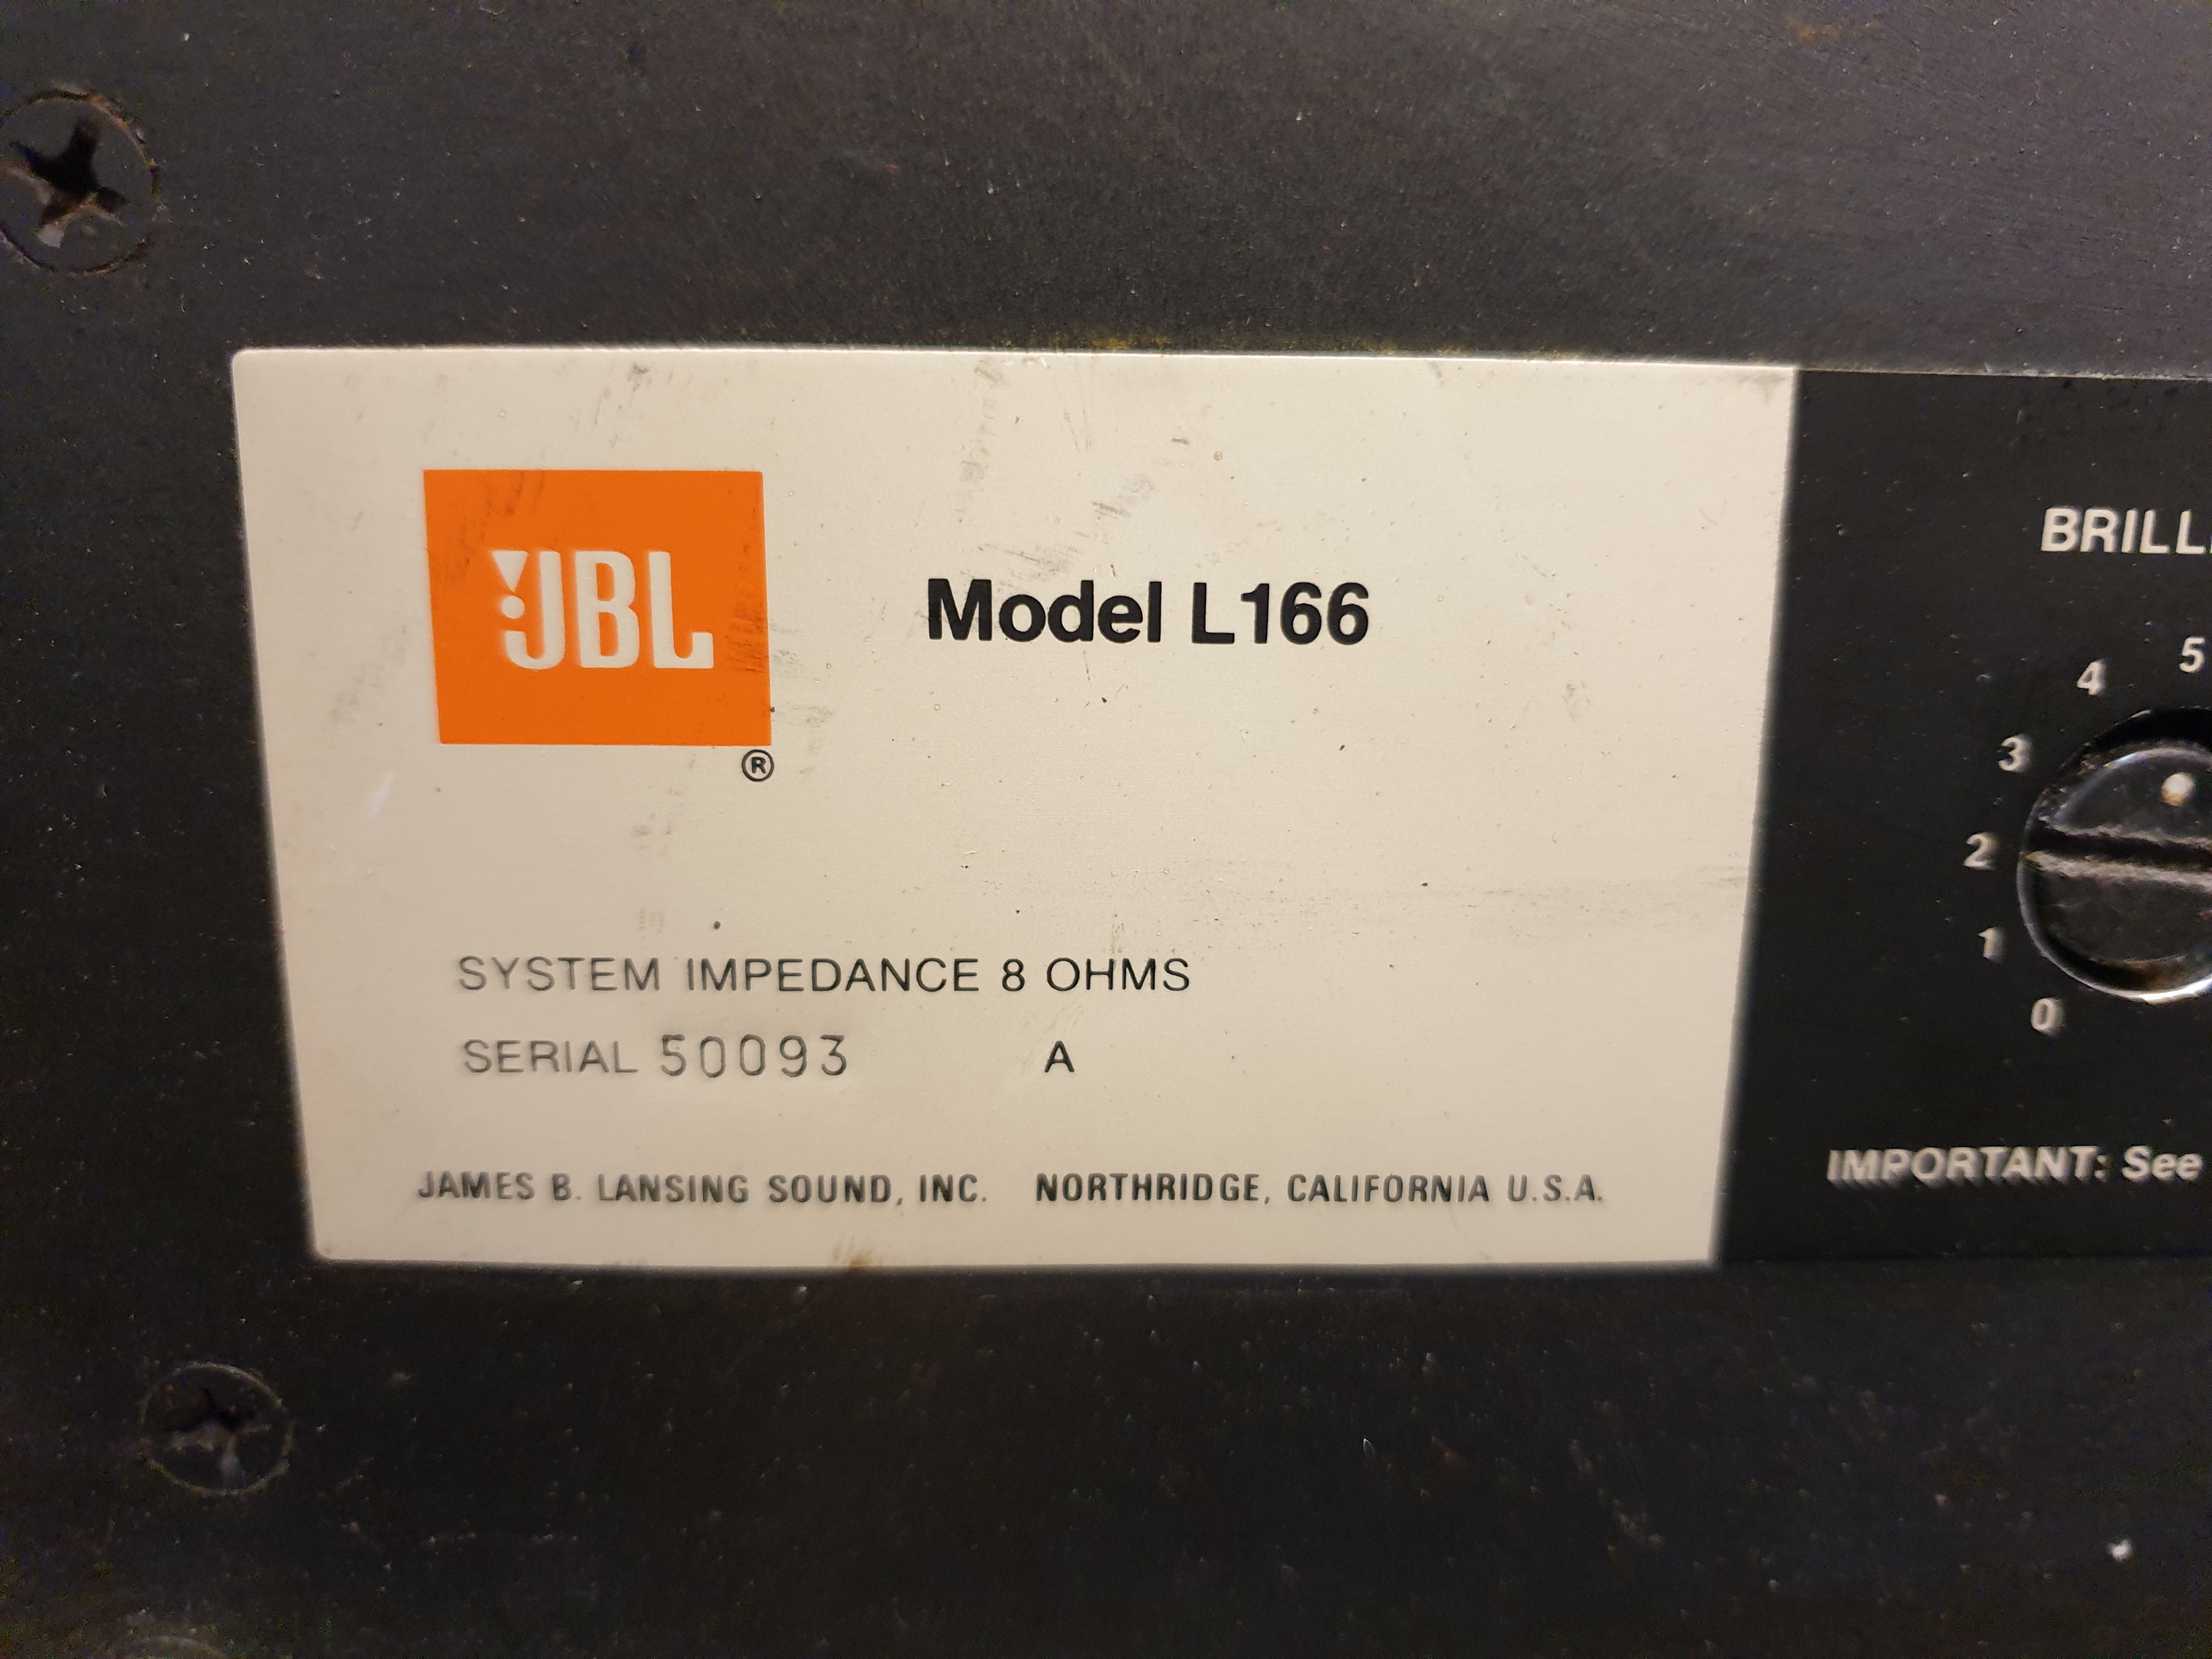 JBL
®
Model L166
SYSTEM IMPEDANCE 8 OHMS
SERIAL 50093 A
JAMES B. LANSING SOUND, INC. NORTHRIDGE, CALIFORNIA U.S.A.
5
4
3
2
1
0
IMPORTANT: See